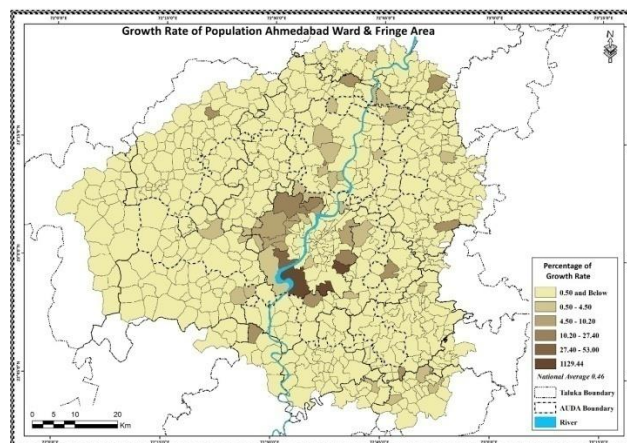 Growth Rate of Population Ahmedabad Ward & Fringe Area
N
Percentage of
Growth Rate
0.50 and Below
0.50 - 4.50
4.50 - 10.20
10.20 - 27.40
27.40 - 53.00
1129.44
National Average 0.46
Taluka Boundary
AUDA Boundary
River
0 5 10 20
Km